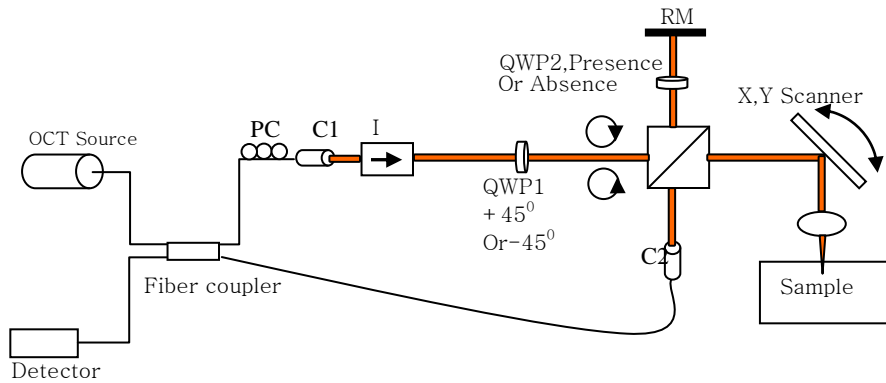 RM
QWP2,Presence
Or Absence
X,Y Scanner
OCT Source
PC
C1
I
QWP1
+ 45⁰
Or-45⁰
C2
Fiber coupler
Sample
Detector